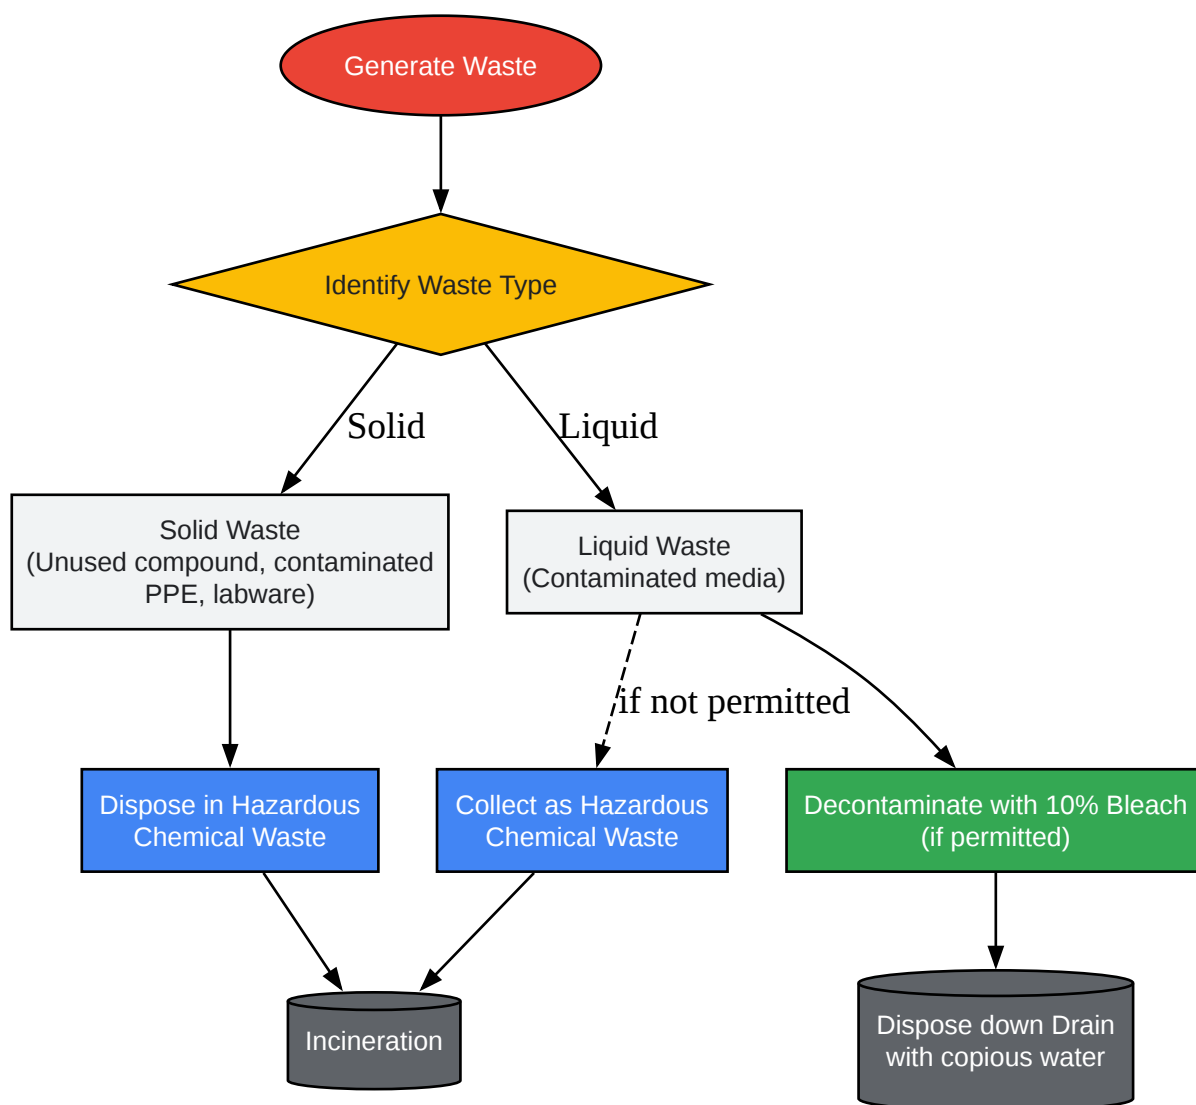 Generate Waste
Identify Waste Type
Solid
Liquid
Solid Waste
(Unused compound, contaminated
PPE, labware)
Liquid Waste
(Contaminated media)
if not permitted
Dispose in Hazardous
Chemical Waste
Collect as Hazardous
Chemical Waste
Decontaminate with 10% Bleach
(if permitted)
Incineration
Dispose down Drain
with copious water